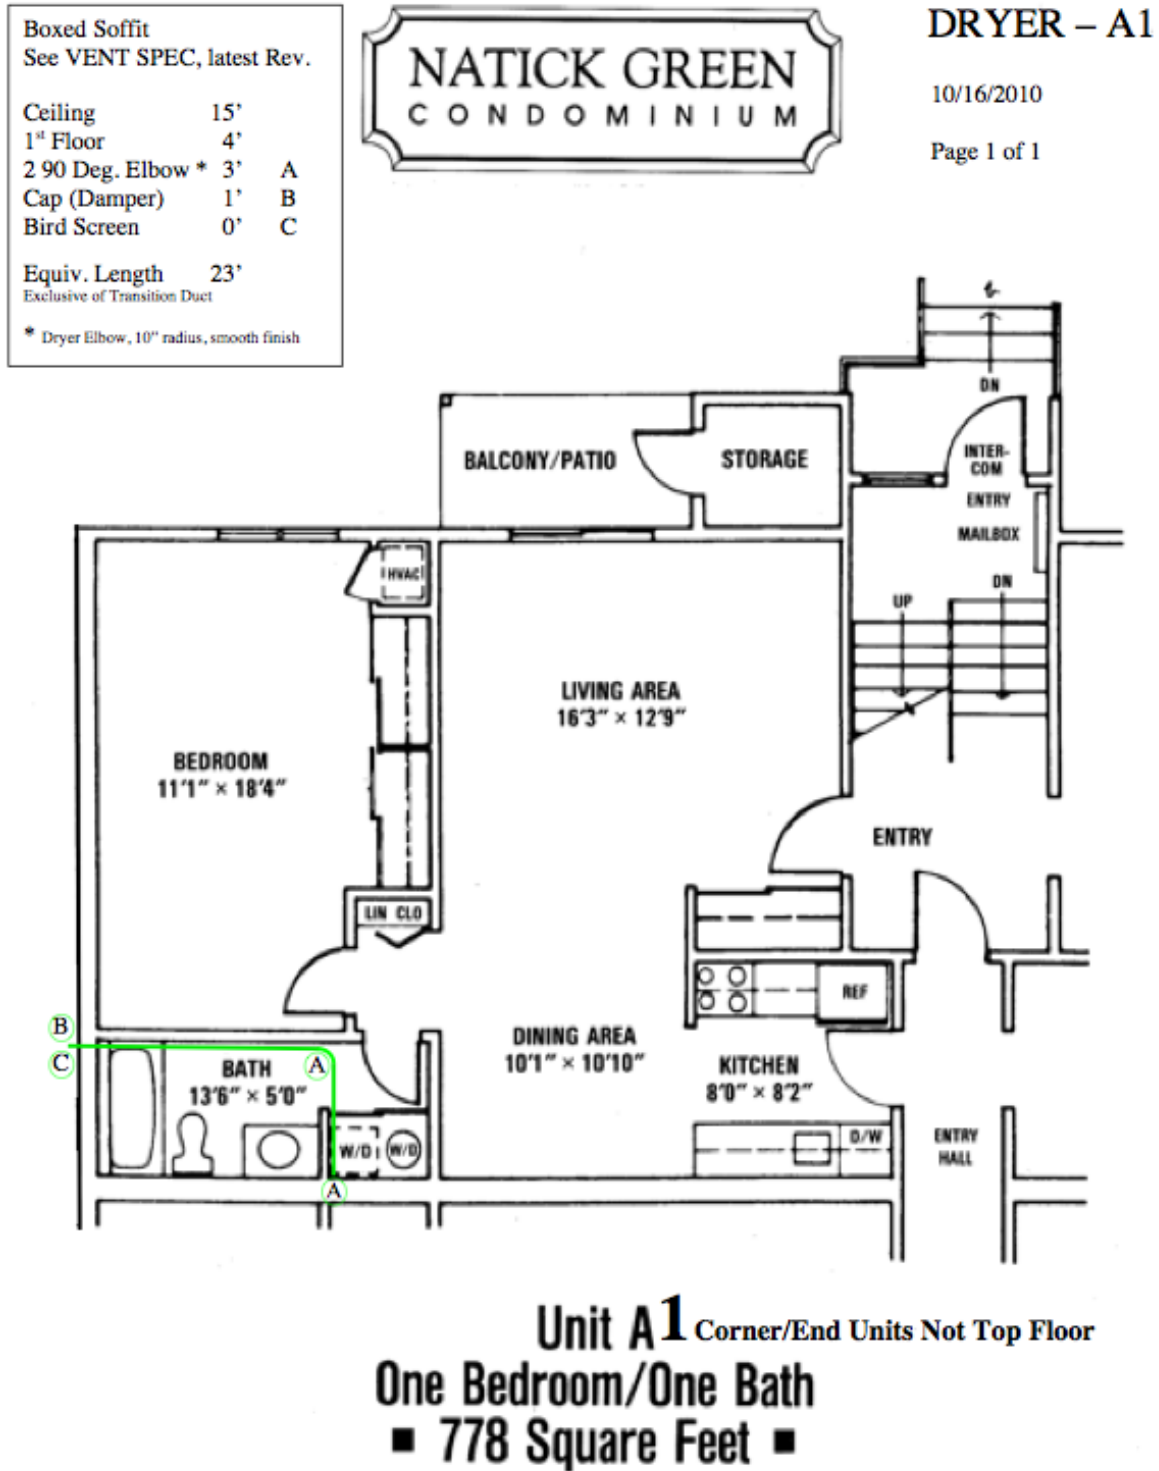 Boxed Soffit
See VENT SPEC, latest Rev.
Ceiling 15’
1st Floor 4’
2 90 Deg. Elbow * 3’ A
Cap (Damper) 1’ B
Bird Screen 0’ C
Equiv. Length 23’
Exclusive of Transition Duct
* Dryer Elbow, 10” radius, smooth finish
NATICK GREEN
CONDOMINIUM
DRYER – A1
10/16/2010
Page 1 of 1
DN
BALCONY/PATIO
STORAGE
INTER-
COM
ENTRY
MAILBOX
HVAC
UP
DN
LIVING AREA
16'3" × 12'9"
BEDROOM
11'1" × 18'4"
ENTRY
LIN CLO
REF
B
C
A
BATH
13'6" × 5'0"
DINING AREA
10'1" × 10'10"
KITCHEN
8'0" × 8'2"
W/D
W/D
D/W
ENTRY
HALL
A
Unit A1 Corner/End Units Not Top Floor
One Bedroom/One Bath
■ 778 Square Feet ■